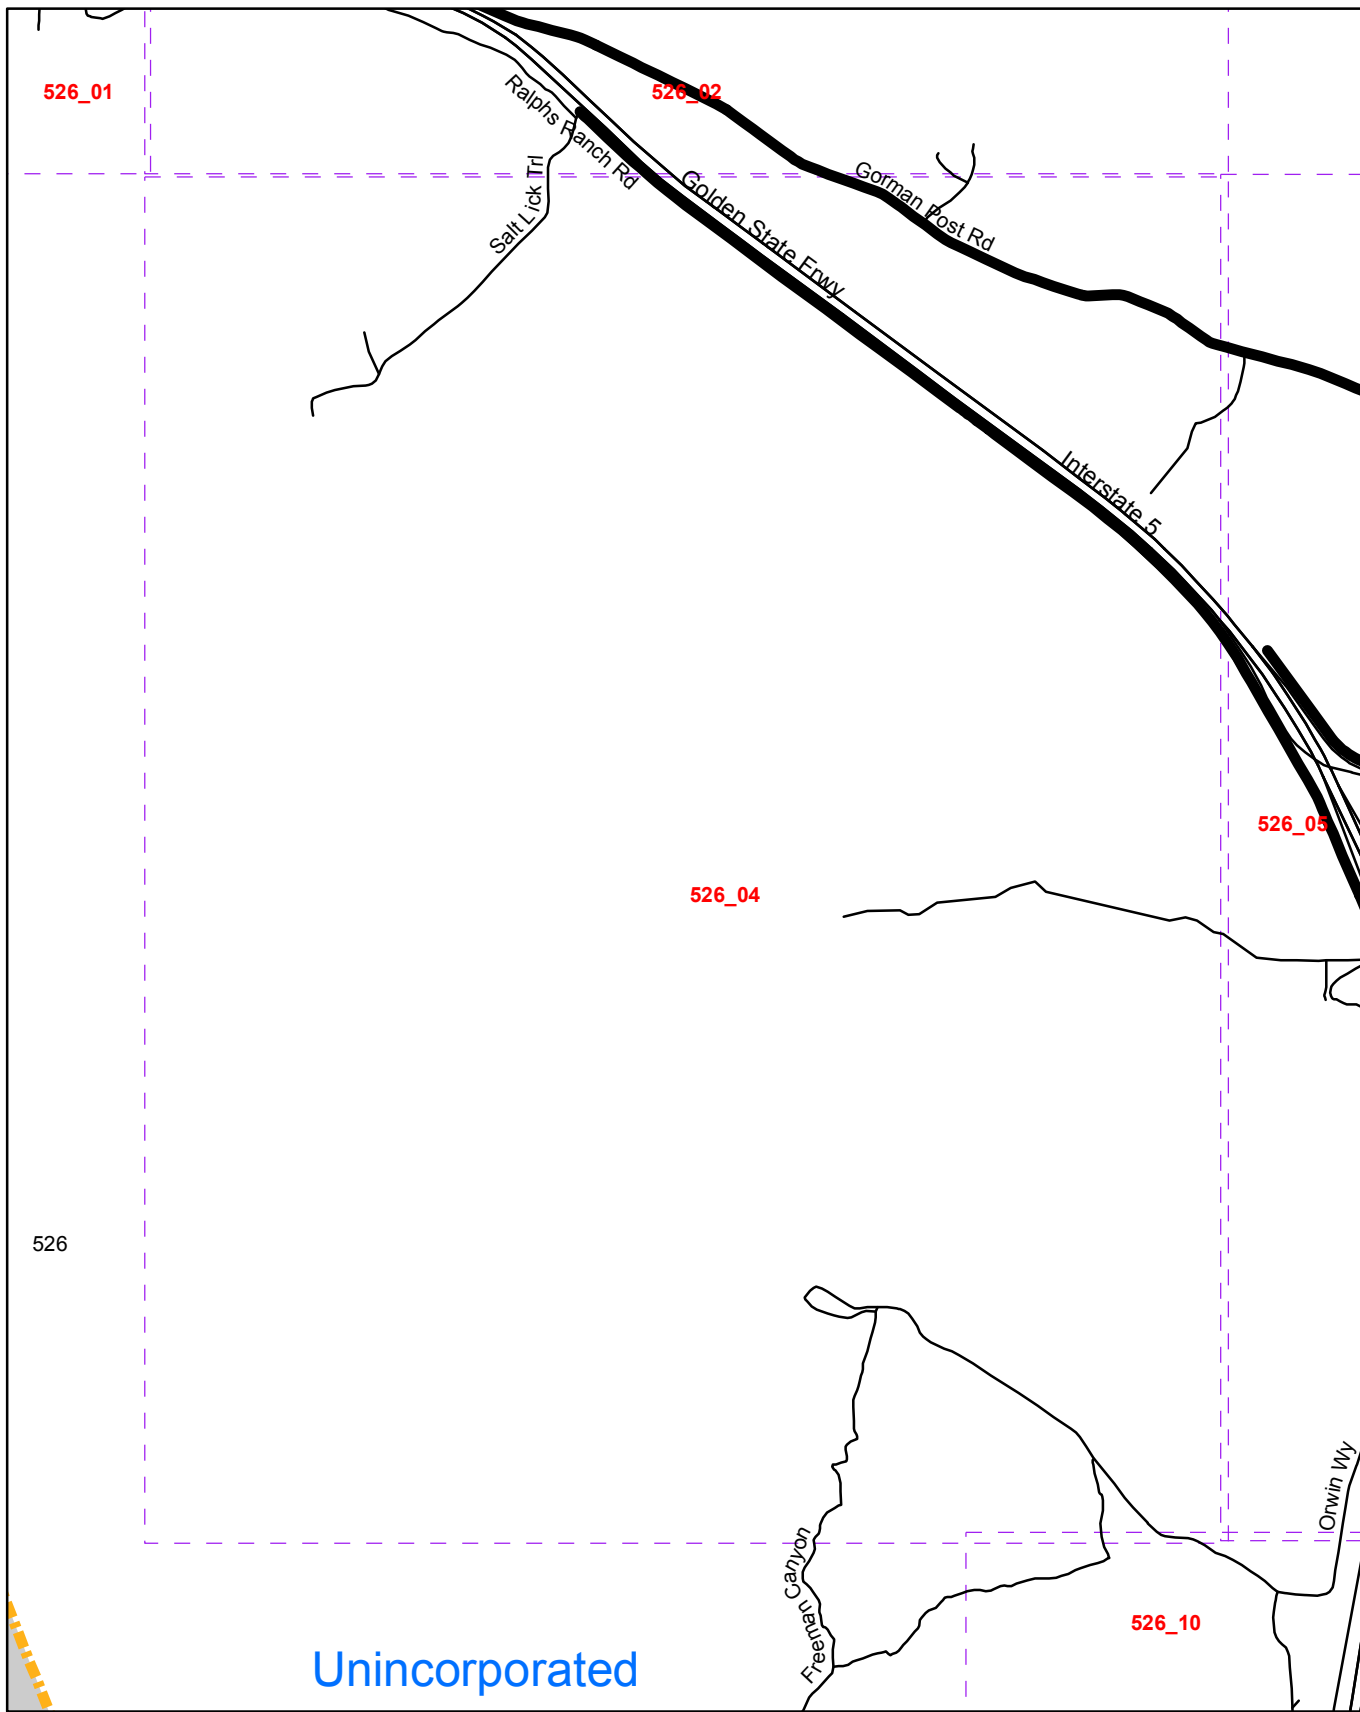 526_01
526_02
Ralphs Ranch Rd
Salt Lick Trl
Golden State Frwy
Gorman Post Rd
Interstate 5
526_05
526_04
526
Orwin Wy
Freeman Canyon
526_10
Unincorporated